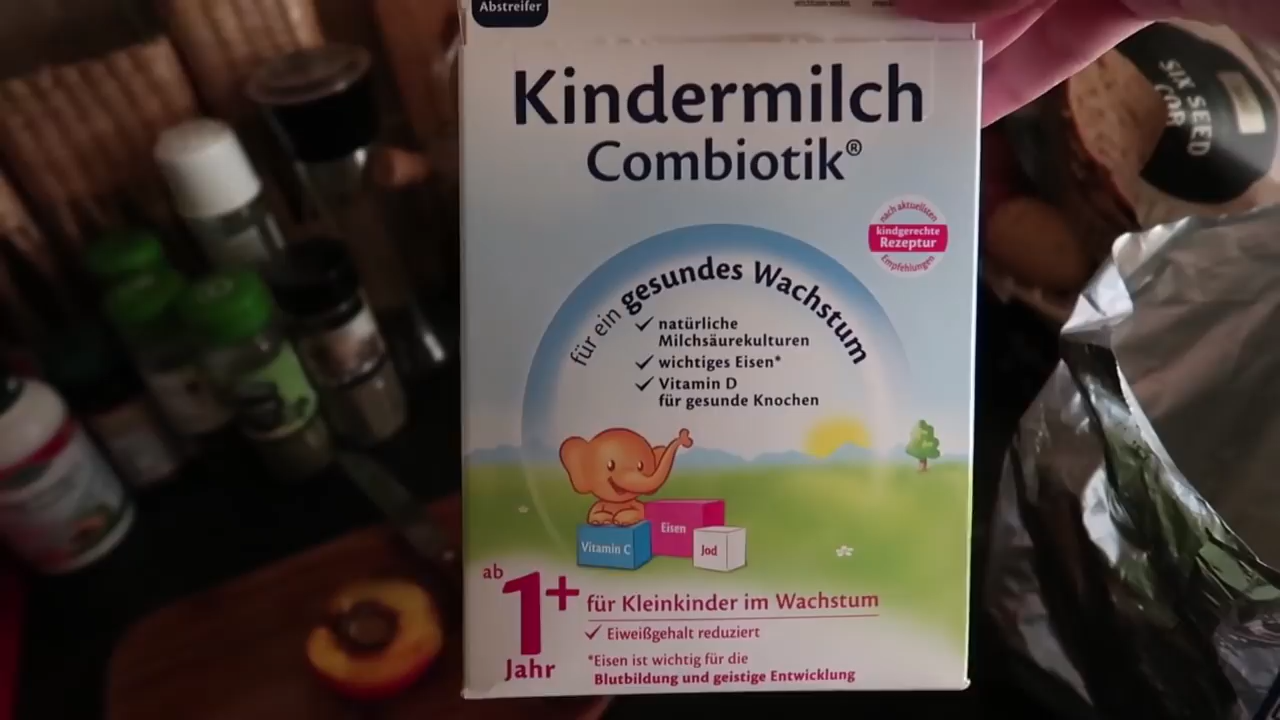 Abstreifer
Kindermilch
Combiotik®
nach aktuellsten
kindgerechte
Rezeptur
Empfehlungen
für ein gesundes Wachstum
✓ natürliche
Milchsäurekulturen
✓ wichtiges Eisen*
✓ Vitamin D
für gesunde Knochen
Eisen
Vitamin C
Jod
ab
1+
Jahr
für Kleinkinder im Wachstum
✓ Eiweißgehalt reduziert
*Eisen ist wichtig für die
Blutbildung und geistige Entwicklung
SIX SEED